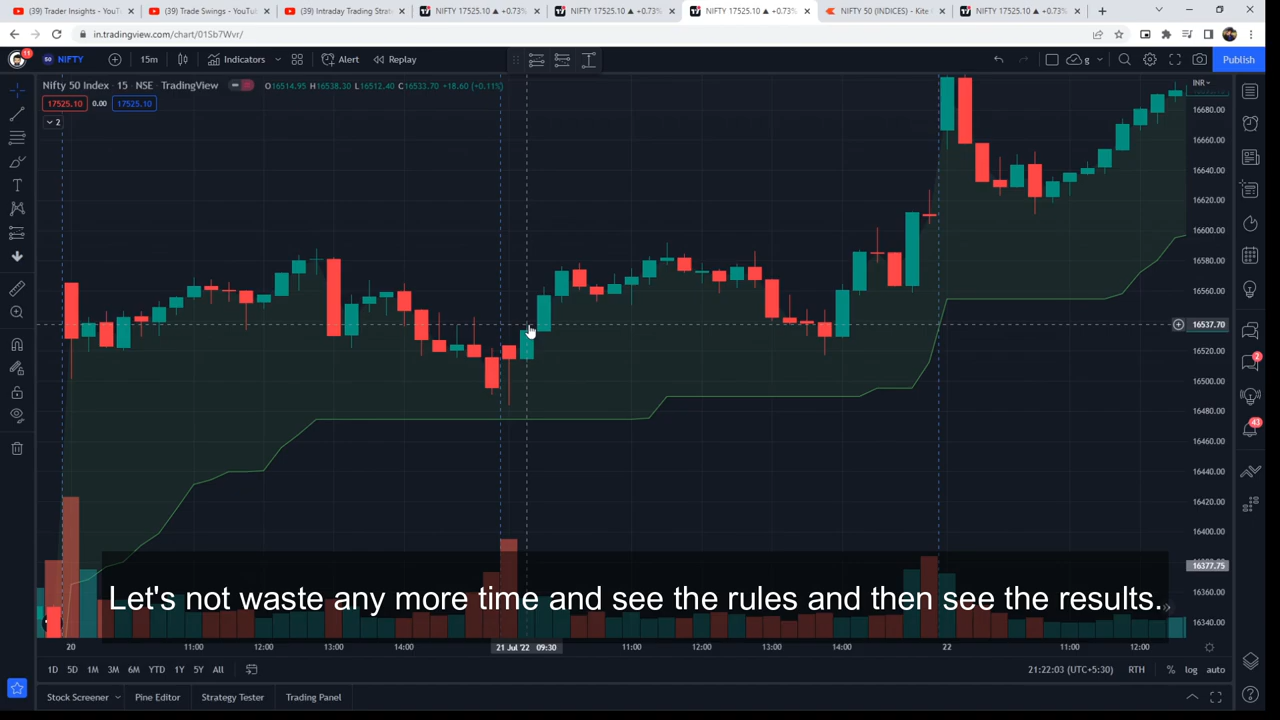 (39) Trader Insights - YouT
(39) Trade Swings - YouTub
(39) Intraday Trading Strat
NIFTY 17525.10 ▲ +0.73%
NIFTY 17525.10 ▲ +0.73%
NIFTY 17525.10 ▲ +0.73%
NIFTY 50 (INDICES) - Kite
NIFTY 17525.10 ▲ +0.73%
in.tradingview.com/chart/01Sb7Wvr/
11
50 NIFTY
15m
Indicators
Alert
Replay
g
Publish
Nifty 50 Index · 15 · NSE · TradingView
O16514.95 H16538.30 L16512.40 C16533.70 +18.60 (+0.11%)
INR
17525.10 0.00 17525.10
2
16680.00
16660.00
16640.00
16620.00
16600.00
16580.00
16560.00
16537.70
16520.00
16500.00
16480.00
16460.00
16440.00
16420.00
16400.00
16377.75
16360.00
16340.00
2
43
Let's not waste any more time and see the rules and then see the results.
20 11:00 12:00 13:00 14:00 21 Jul '22 09:30 11:00 12:00 13:00 14:00 22 11:00 12:00
1D 5D 1M 3M 6M YTD 1Y 5Y All
21:22:03 (UTC+5:30) RTH % log auto
Stock Screener Pine Editor Strategy Tester Trading Panel